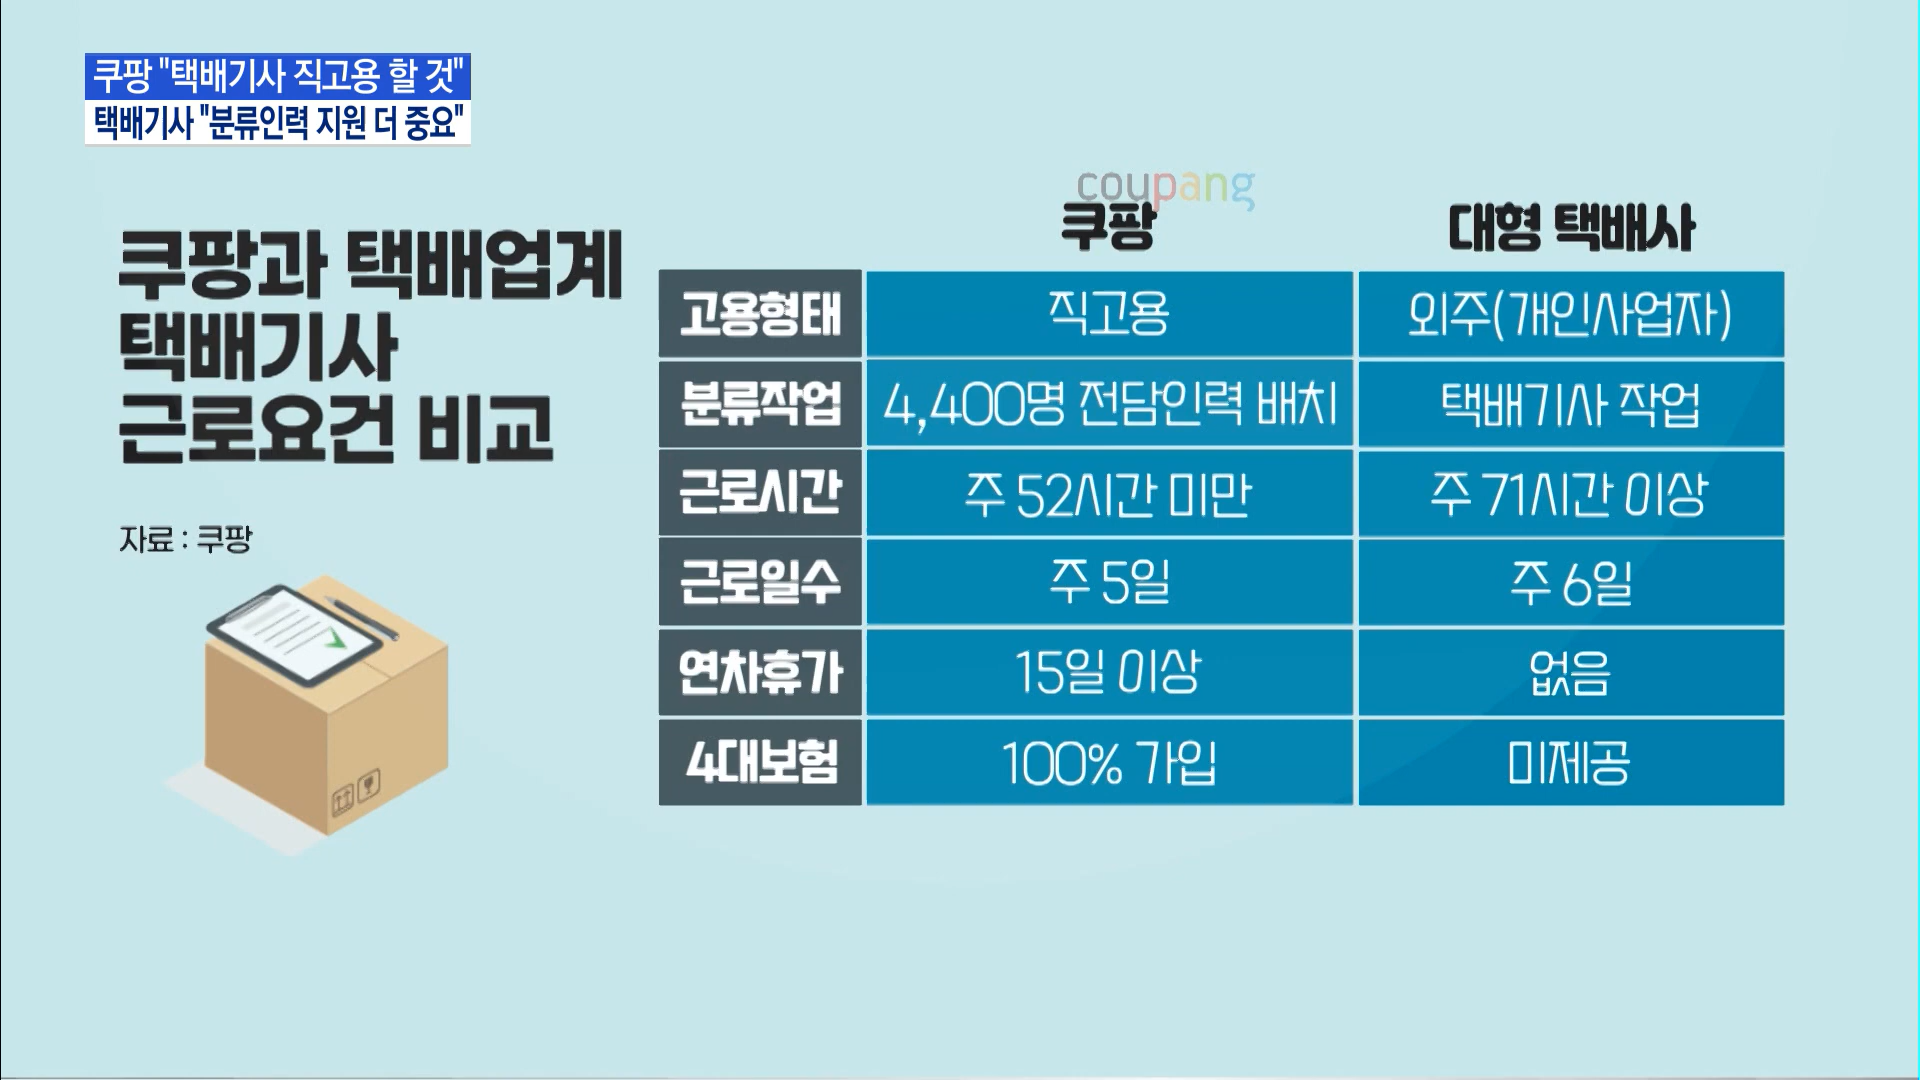 쿠팡 "택배기사 직고용 할 것"
택배기사 "분류인력 지원 더 중요"
쿠팡과 택배업계
택배기사
근로요건 비교
자료 : 쿠팡
coupang
쿠팡 대형 택배사
고용형태 직고용 외주(개인사업자)
분류작업 4,400명 전담인력 배치 택배기사 작업
근로시간 주 52시간 미만 주 71시간 이상
근로일수 주 5일 주 6일
연차휴가 15일 이상 없음
4대보험 100% 가입 미제공